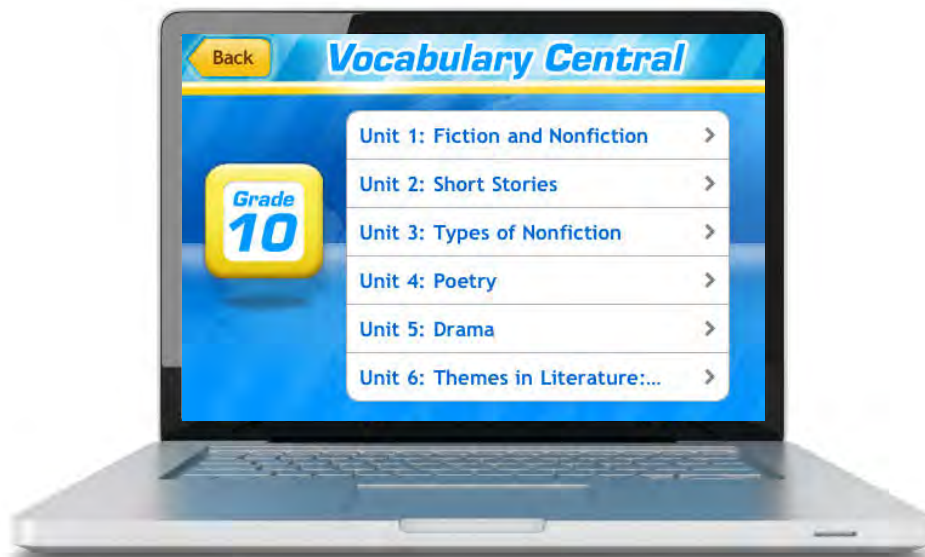 Back
Vocabulary Central
Grade
10
Unit 1: Fiction and Nonfiction
Unit 2: Short Stories
Unit 3: Types of Nonfiction
Unit 4: Poetry
Unit 5: Drama
Unit 6: Themes in Literature:...